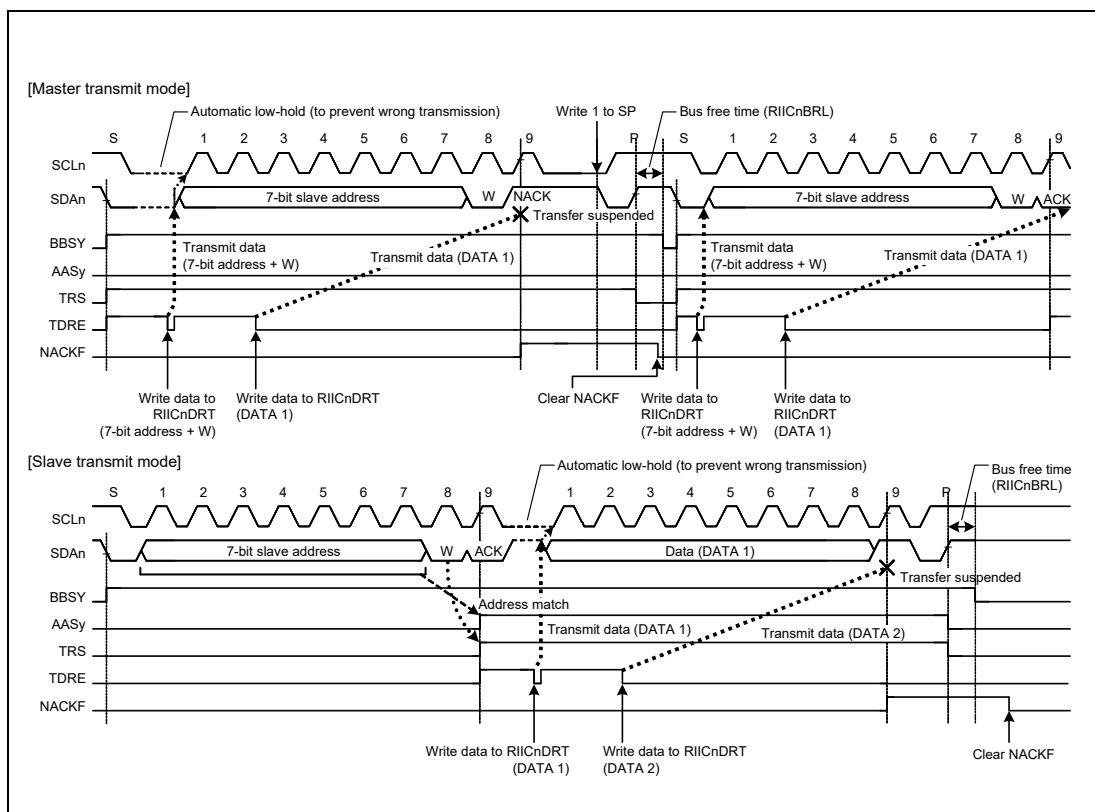 [Master transmit mode]
Automatic low-hold (to prevent wrong transmission)
Write 1 to SP
Bus free time (RIICnBRL)
S 1 2 3 4 5 6 7 8 9 P S 1 2 3 4 5 6 7 8 9
SCLn
SDAn 7-bit slave address W NACK 7-bit slave address W ACK
Transfer suspended
BBSY
Transmit data
(7-bit address + W)
Transmit data (DATA 1)
Transmit data
(7-bit address + W)
Transmit data (DATA 1)
AASy
TRS
TDRE
NACKF
Write data to
RIICnDRT
(7-bit address + W)
Write data to RIICnDRT
(DATA 1)
Clear NACKF
Write data to
RIICnDRT
(7-bit address + W)
Write data to
RIICnDRT
(DATA 1)
[Slave transmit mode]
Automatic low-hold (to prevent wrong transmission)
Bus free time
(RIICnBRL)
S 1 2 3 4 5 6 7 8 9 1 2 3 4 5 6 7 8 9 P
SCLn
SDAn 7-bit slave address W ACK Data (DATA 1)
Transfer suspended
BBSY
Address match
AASy
Transmit data (DATA 1)
Transmit data (DATA 2)
TRS
TDRE
NACKF
Write data to RIICnDRT
(DATA 1)
Write data to RIICnDRT
(DATA 2)
Clear NACKF